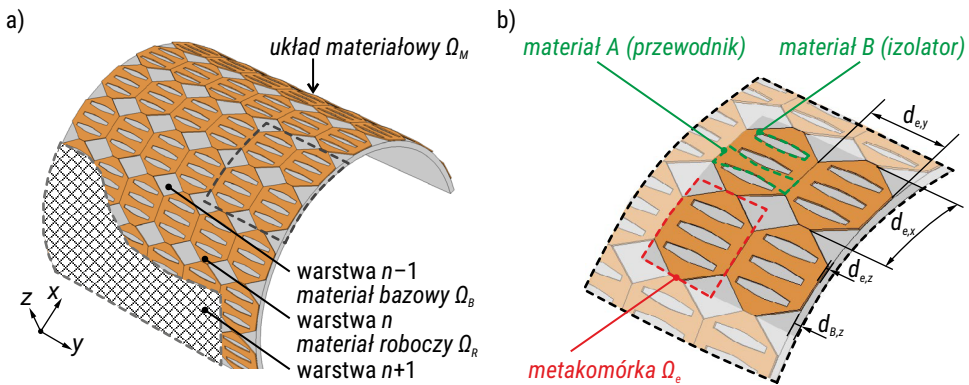 a)
układ materiałowy Ω_M
warstwa n−1
materiał bazowy Ω_B
warstwa n
materiał roboczy Ω_R
warstwa n+1
z
x
y
b)
materiał A (przewodnik)
materiał B (izolator)
d_e,y
d_e,x
d_e,z
d_B,z
metakomórka Ω_e